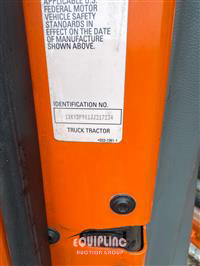 APPLICABLE U.S.
FEDERAL MOTOR
VEHICLE SAFETY
STANDARDS IN
EFFECT ON THE DATE
OF MANUFACTURE
SHOWN ABOVE.
IDENTIFICATION NO.
TRUCK TRACTOR
EQUIPLINC
AUCTION GROUP